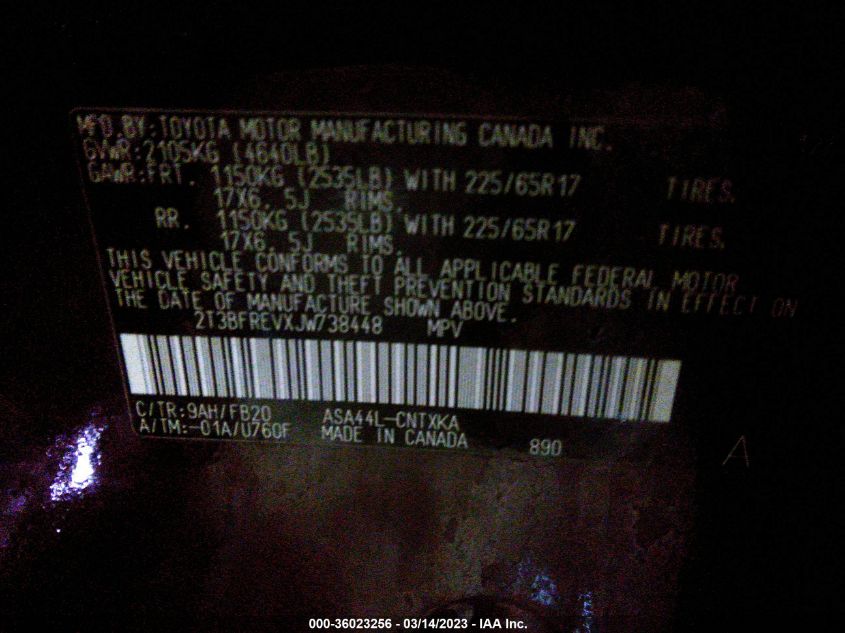 MFD.BY:TOYOTA MOTOR MANUFACTURING CANADA INC.
GVWR:2105KG (4640LB)
GAWR:FRT. 1150KG (2535LB) WITH 225/65R17 TIRES,
17X6. 5J RIMS.
RR. 1150KG (2535LB) WITH 225/65R17 TIRES,
17X6. 5J RIMS.
THIS VEHICLE CONFORMS TO ALL APPLICABLE FEDERAL MOTOR
VEHICLE SAFETY AND THEFT PREVENTION STANDARDS IN EFFECT ON
THE DATE OF MANUFACTURE SHOWN ABOVE.
2T3BFREVXJW738448 MPV
C/TR:9AH/FB20 ASA44L-CNTXKA
A/TM:-01A/U760F MADE IN CANADA 890
A
000-36023256 - 03/14/2023 - IAA Inc.